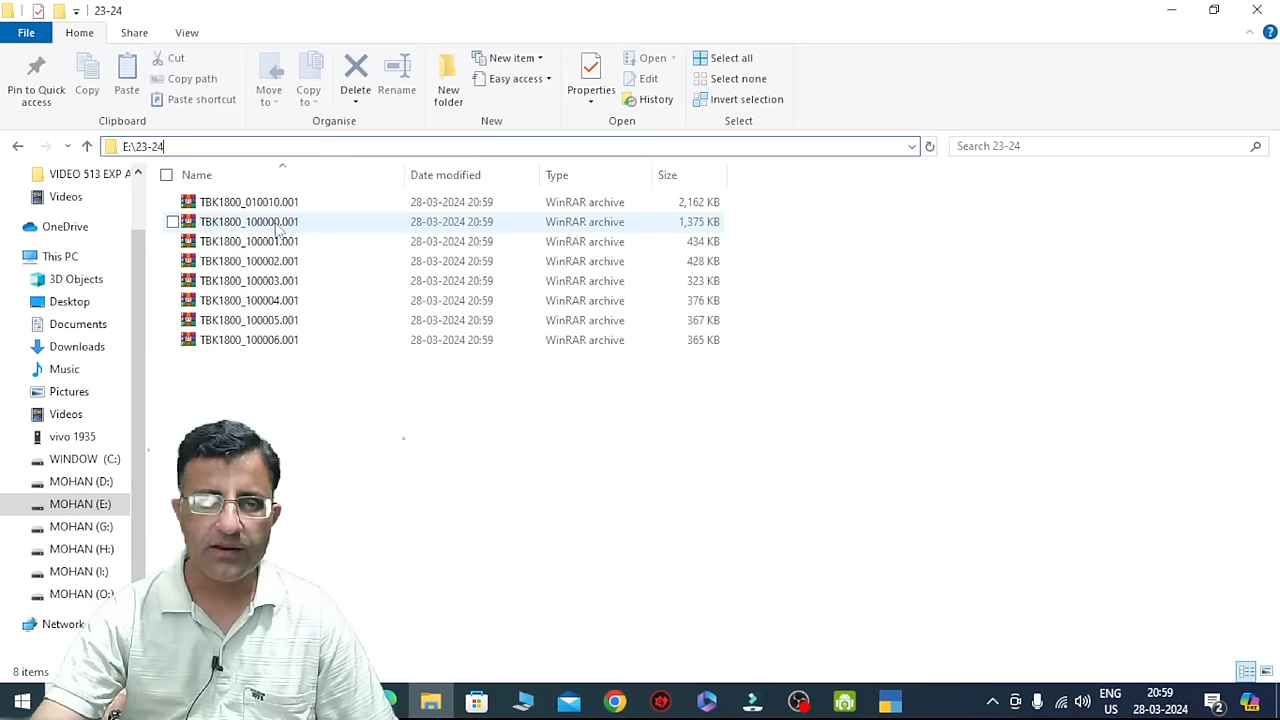 23-24
File Home Share View
Pin to Quick access
Copy
Paste
Cut
Copy path
Paste shortcut
Clipboard
Move to
Copy to
Delete
Rename
Organise
New folder
New item
Easy access
New
Properties
Open
Edit
History
Open
Select all
Select none
Invert selection
Select
E:\23-24
Search 23-24
VIDEO 513 EXP A
Videos
OneDrive
This PC
3D Objects
Desktop
Documents
Downloads
Music
Pictures
Videos
vivo 1935
WINDOW (C:)
MOHAN (D:)
MOHAN (E:)
MOHAN (G:)
MOHAN (H:)
MOHAN (I:)
MOHAN (O:)
Network
Name Date modified Type Size
TBK1800_010010.001 28-03-2024 20:59 WinRAR archive 2,162 KB
TBK1800_100000.001 28-03-2024 20:59 WinRAR archive 1,375 KB
TBK1800_100001.001 28-03-2024 20:59 WinRAR archive 434 KB
TBK1800_100002.001 28-03-2024 20:59 WinRAR archive 428 KB
TBK1800_100003.001 28-03-2024 20:59 WinRAR archive 323 KB
TBK1800_100004.001 28-03-2024 20:59 WinRAR archive 376 KB
TBK1800_100005.001 28-03-2024 20:59 WinRAR archive 367 KB
TBK1800_100006.001 28-03-2024 20:59 WinRAR archive 365 KB
8 items
ENG
US
20:59
28-03-2024
2
PRE